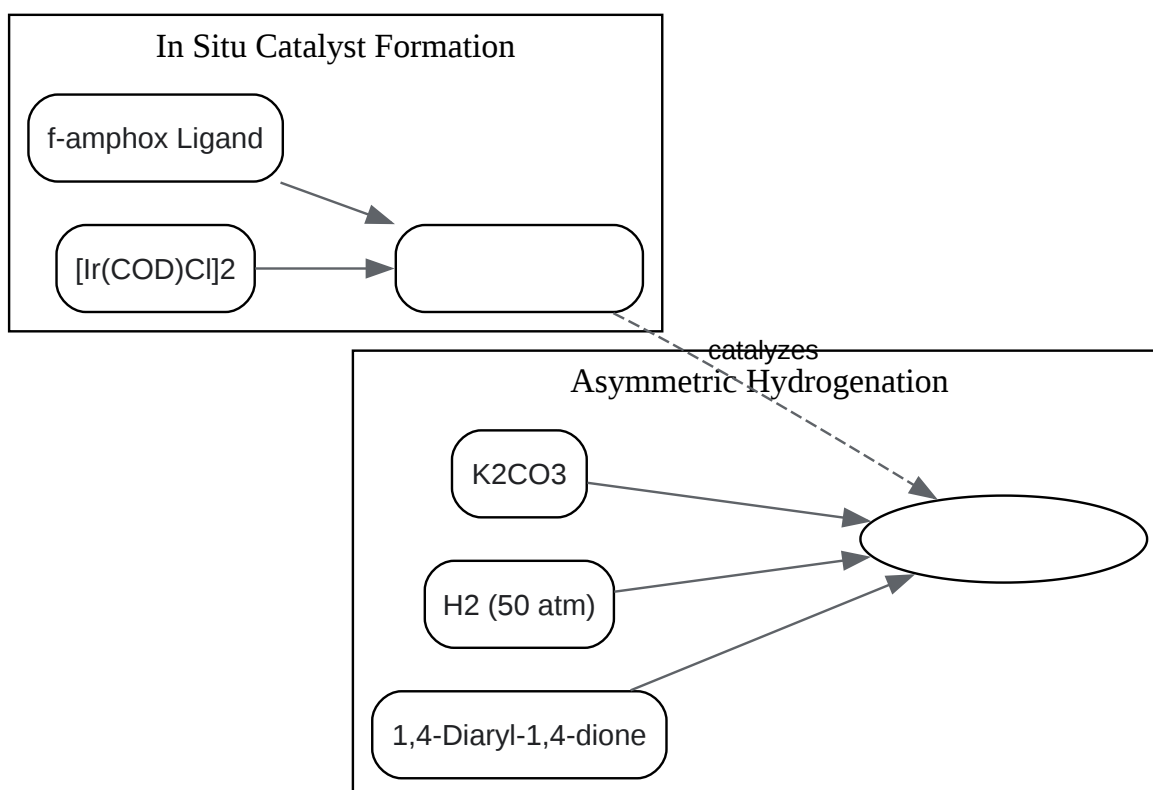 In Situ Catalyst Formation
f-amphox Ligand
[Ir(COD)Cl]2
catalyzes
Asymmetric Hydrogenation
K2CO3
H2 (50 atm)
1,4-Diaryl-1,4-dione